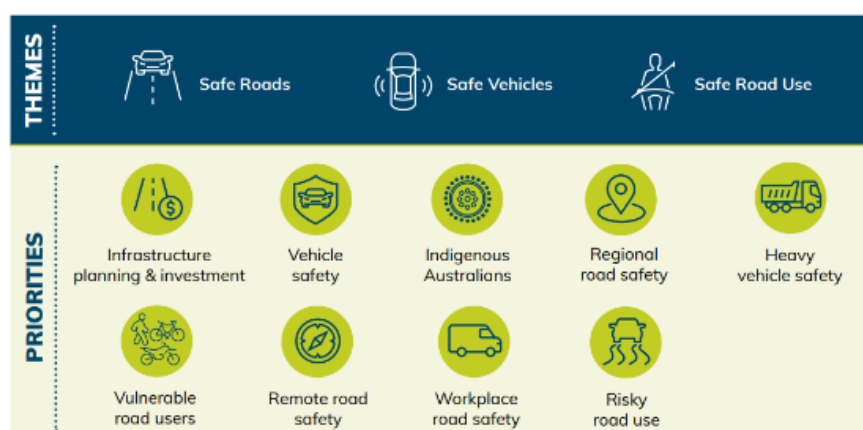 THEMES
Safe Roads
Safe Vehicles
Safe Road Use
PRIORITIES
Infrastructure
planning & investment
Vehicle
safety
Indigenous
Australians
Regional
road safety
Heavy
vehicle safety
Vulnerable
road users
Remote road
safety
Workplace
road safety
Risky
road use
$